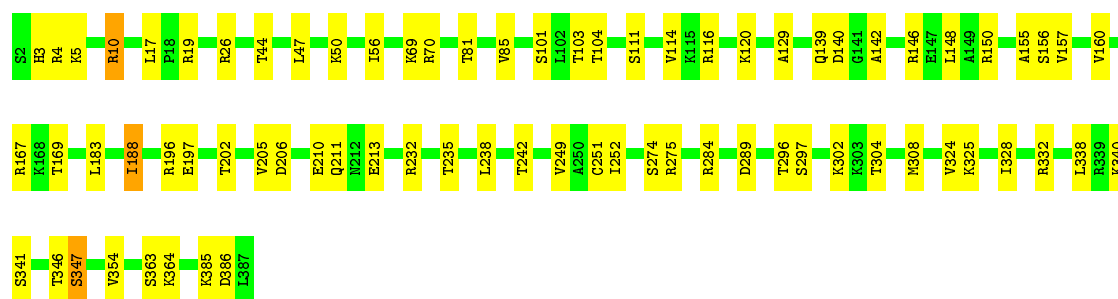 S2 H3 R4 K5 R10 L17 P18 R19 R26 T44 L47 K50 I56 K69 R70 T81 V85 S101 L102 T103 T104 S111 V114 K115 R116 K120 A129 Q139 D140 G141 A142 R146 E147 L148 A149 R150 A155 S156 V157 V160
R167 K168 T169 L183 I188 R196 E197 T202 V205 D206 E210 Q211 N212 E213 R232 T235 L238 T242 V249 A250 C251 I252 S274 R275 R284 D289 T296 S297 K302 K303 T304 M308 V324 K325 I328 R332 L338 R339 K340
S341 T346 S347 V354 S363 K364 K385 D386 L387